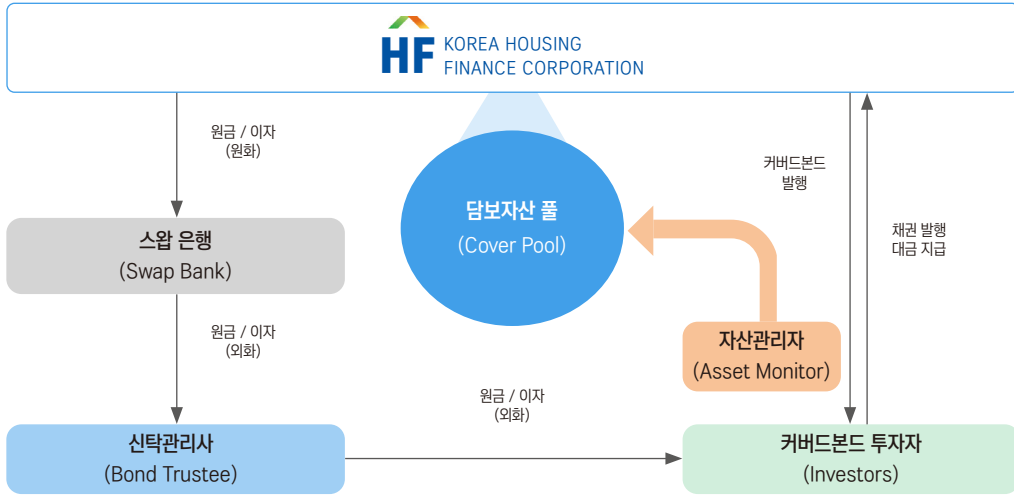 HF KOREA HOUSING
FINANCE CORPORATION
원금 / 이자
(원화)
커버드본드
발행
채권 발행
대금 지급
담보자산 풀
(Cover Pool)
스왑 은행
(Swap Bank)
원금 / 이자
(외화)
자산관리자
(Asset Monitor)
원금 / 이자
(외화)
신탁관리사
(Bond Trustee)
커버드본드 투자자
(Investors)